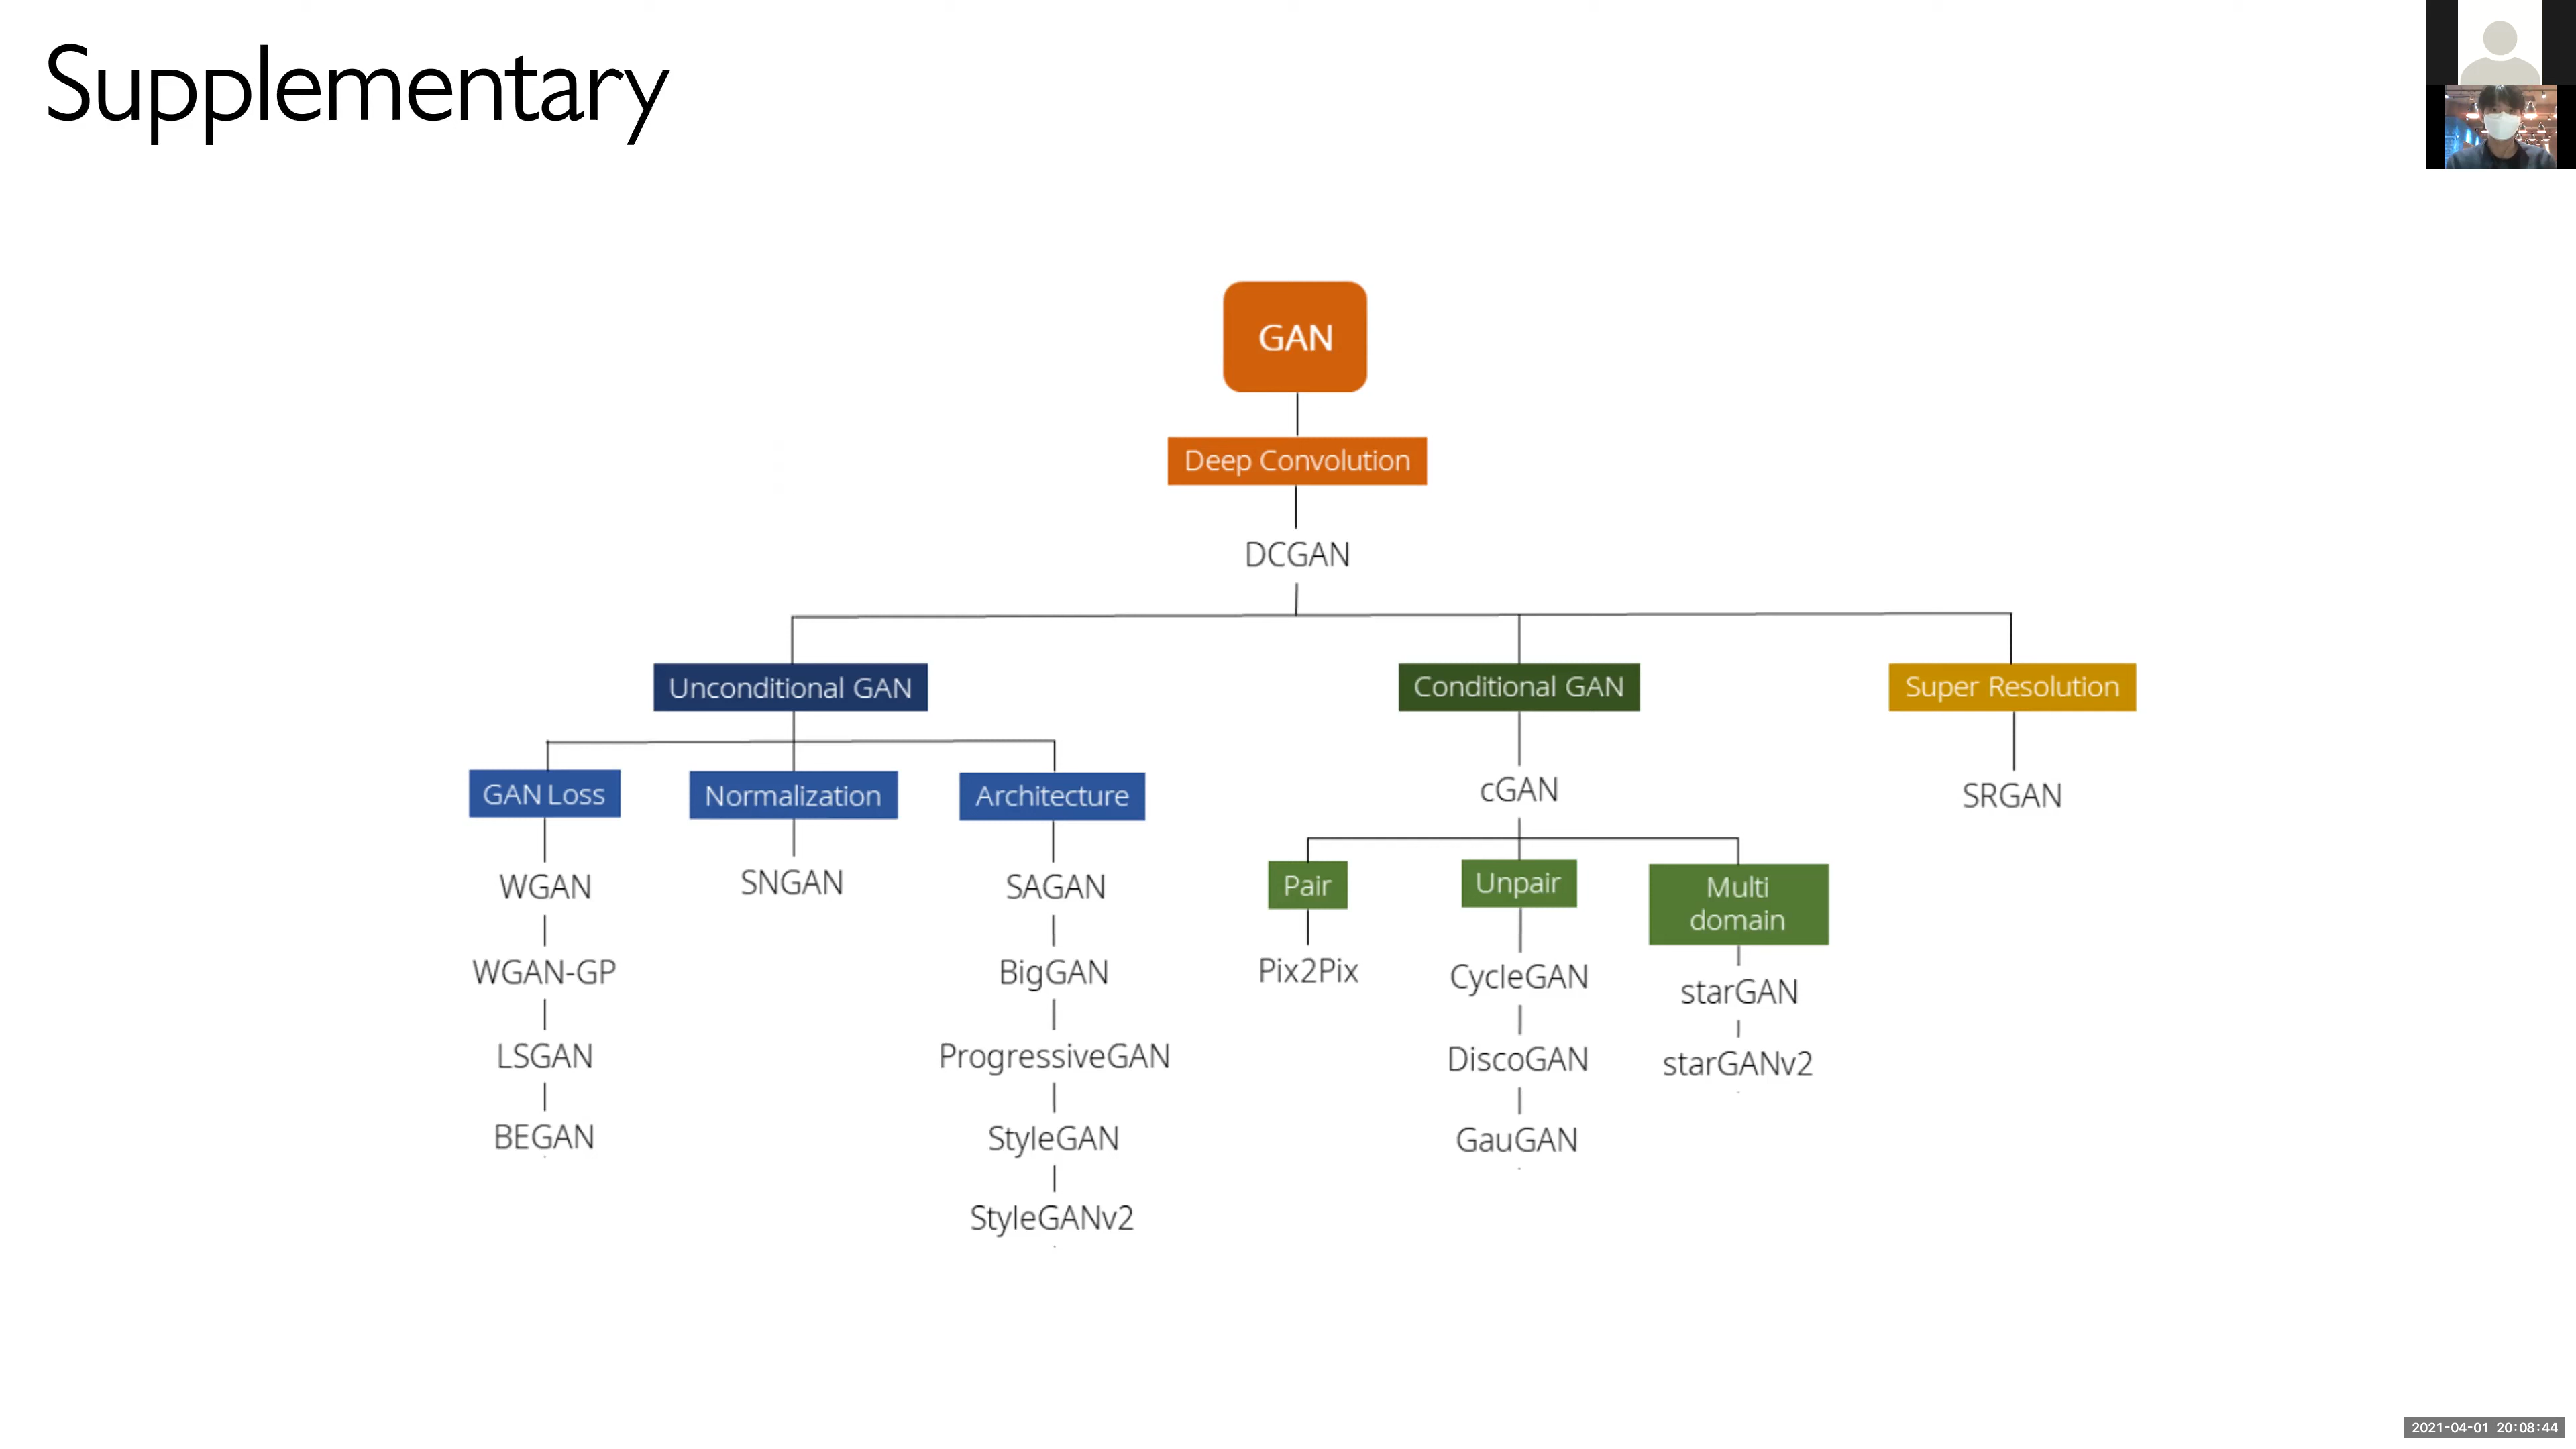 Supplementary
GAN
Deep Convolution
DCGAN
Unconditional GAN
Conditional GAN
Super Resolution
GAN Loss
Normalization
Architecture
cGAN
SRGAN
WGAN
SNGAN
SAGAN
Pair
Unpair
Multi
domain
WGAN-GP
BigGAN
Pix2Pix
CycleGAN
starGAN
LSGAN
ProgressiveGAN
DiscoGAN
starGANv2
BEGAN
StyleGAN
GauGAN
StyleGANv2
2021-04-01 20:08:44